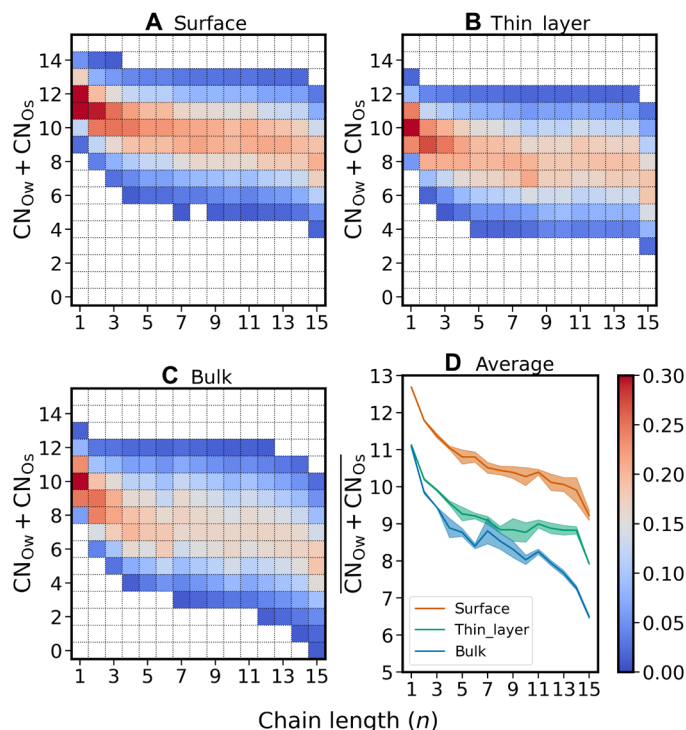 A Surface
B Thin_layer
CN_Ow + CN_Os
14
12
10
8
6
4
2
0
1 3 5 7 9 11 13 15
CN_Ow + CN_Os
14
12
10
8
6
4
2
0
1 3 5 7 9 11 13 15
C Bulk
D Average
CN_Ow + CN_Os
14
12
10
8
6
4
2
0
1 3 5 7 9 11 13 15
CN_Ow + CN_Os
13
12
11
10
9
8
7
6
5
Surface
Thin_layer
Bulk
1 3 5 7 9 11 13 15
0.30
0.25
0.20
0.15
0.10
0.05
0.00
Chain length (n)